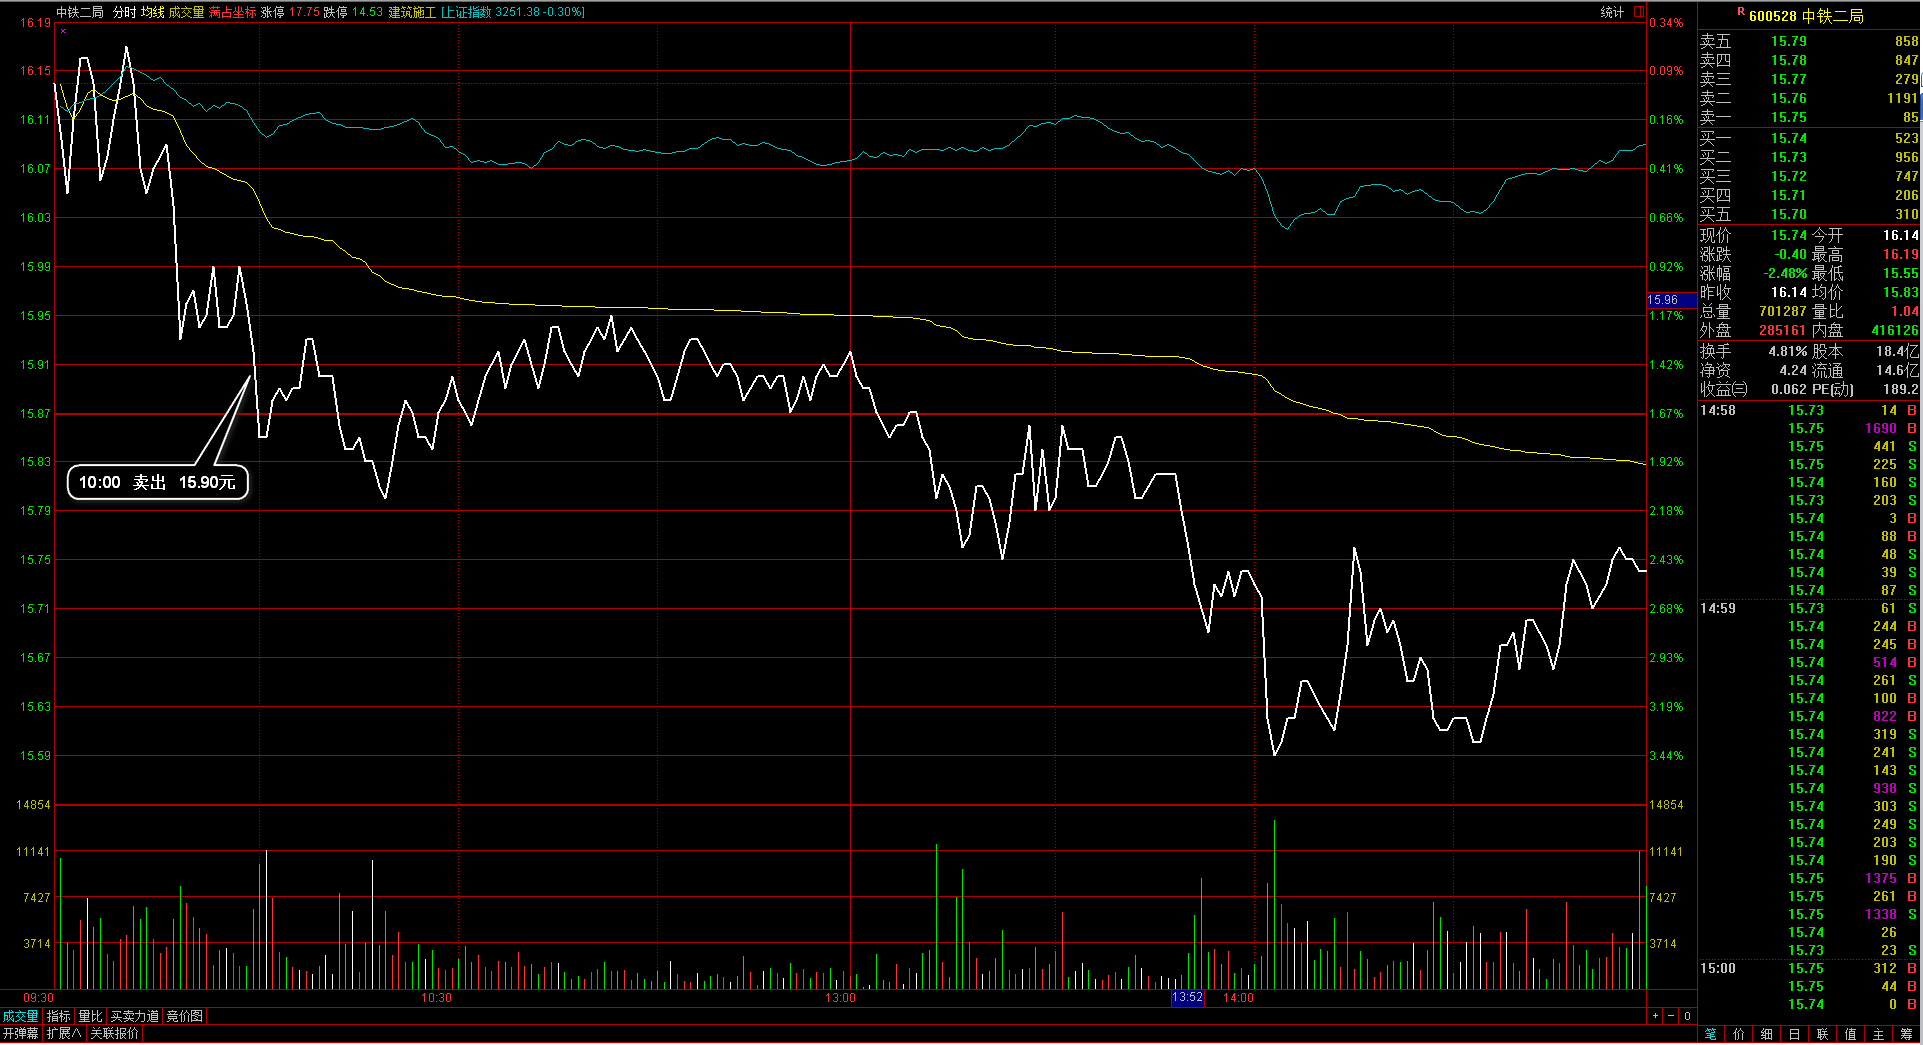 中铁二局 分时 均线 成交量 满占坐标 涨停 17.75 跌停 14.53 建筑施工 [上证指数 3251.38 -0.30%]
统计
16.19
16.15
16.11
16.07
16.03
15.99
15.95
15.91
15.87
15.83
15.79
15.75
15.71
15.67
15.63
15.59
14854
11141
7427
3714
10:00 卖出 15.90元
0.34%
0.09%
0.16%
0.41%
0.66%
0.92%
15.96
1.17%
1.42%
1.67%
1.92%
2.18%
2.43%
2.68%
2.93%
3.19%
3.44%
14854
11141
7427
3714
09:30 10:30 13:00 13:52 14:00
成交量 指标 量比 买卖力道 竞价图
+ − 0
开弹幕 扩展∧ 关联报价
R 600528 中铁二局
卖五 15.79 858
卖四 15.78 847
卖三 15.77 279
卖二 15.76 1191
卖一 15.75 85
买一 15.74 523
买二 15.73 956
买三 15.72 747
买四 15.71 206
买五 15.70 310
现价 15.74 今开 16.14
涨跌 -0.40 最高 16.19
涨幅 -2.48% 最低 15.55
昨收 16.14 均价 15.83
总量 701287 量比 1.04
外盘 285161 内盘 416126
换手 4.81% 股本 18.4亿
净资 4.24 流通 14.6亿
收益(三) 0.062 PE(动) 189.2
14:58 15.73 14 B
15.75 1690 B
15.75 441 S
15.75 225 S
15.74 160 S
15.73 203 S
15.74 3 B
15.74 88 B
15.74 48 S
15.74 39 S
15.74 87 S
14:59 15.73 61 S
15.74 244 B
15.74 245 B
15.74 514 B
15.74 261 S
15.74 100 B
15.74 822 B
15.74 319 S
15.74 241 S
15.74 143 S
15.74 938 S
15.74 303 S
15.74 249 S
15.74 203 S
15.74 190 S
15.75 1375 B
15.75 261 B
15.75 1338 S
15.74 26
15.73 23 S
15:00 15.75 312 B
15.75 44 B
15.74 0 B
笔 价 细 日 联 值 主 筹